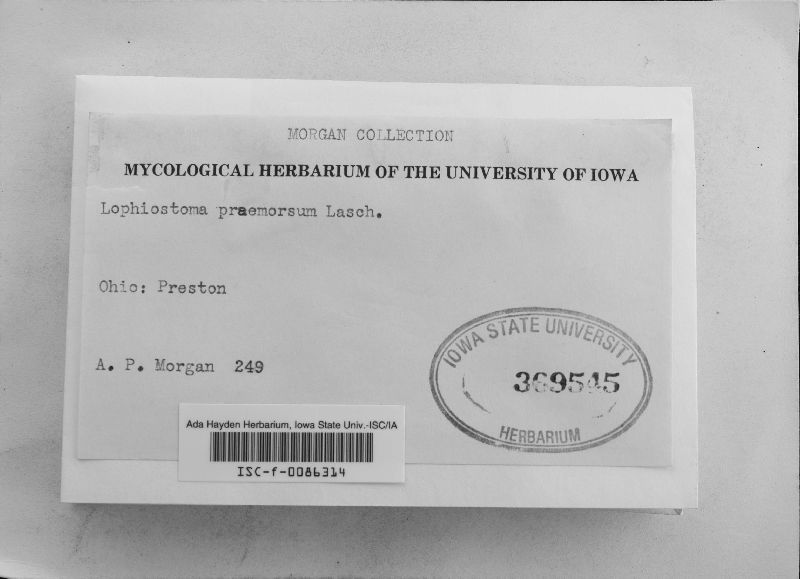 MORGAN COLLECTION
MYCOLOGICAL HERBARIUM OF THE UNIVERSITY OF IOWA
Lophiostoma praemorsum Lasch.
Ohio: Preston
A. P. Morgan 249
IOWA STATE UNIVERSITY
369545
HERBARIUM
Ada Hayden Herbarium, Iowa State Univ.-ISC/IA
ISC-f-0086314